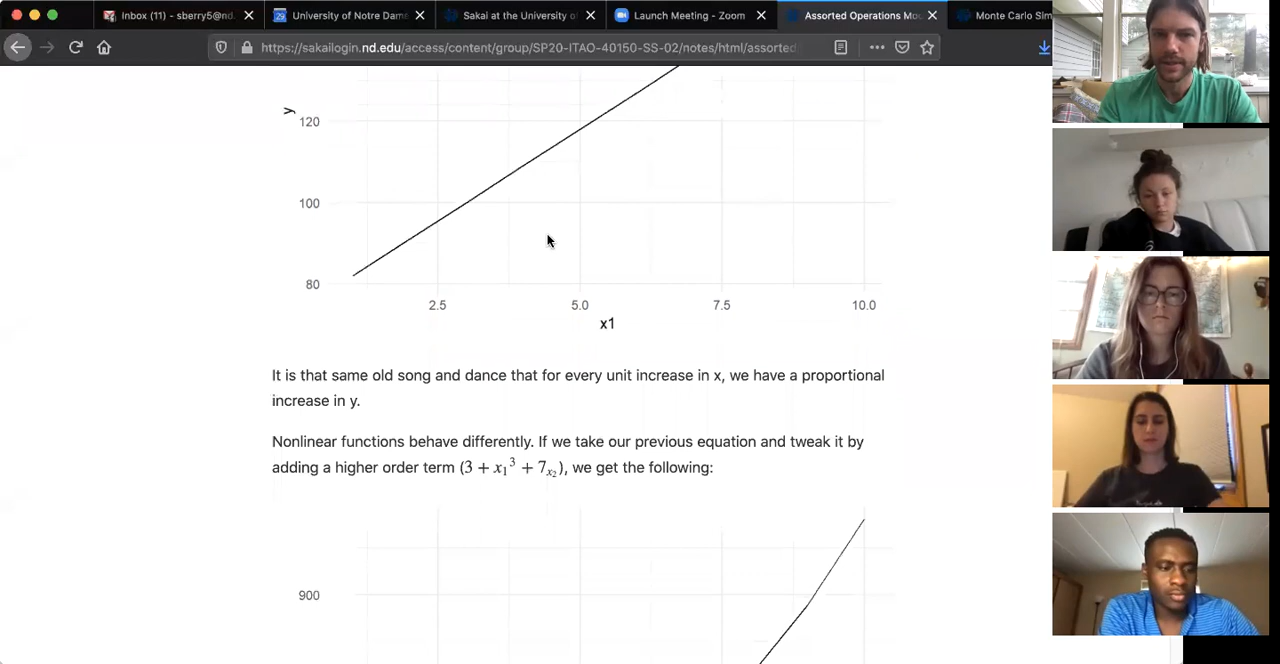 Inbox (11) - sberry5@nd.
University of Notre Dam
Sakai at the University o
Launch Meeting - Zoom
Assorted Operations Mo
Monte Carlo Sim
https://sakailogin.nd.edu/access/content/group/SP20-ITAO-40150-SS-02/notes/html/assorted
y
120
100
80
2.5 5.0 7.5 10.0
x1
It is that same old song and dance that for every unit increase in x, we have a proportional
increase in y.
Nonlinear functions behave differently. If we take our previous equation and tweak it by
adding a higher order term (3 + x₁³ + 7ₓ₂), we get the following:
900